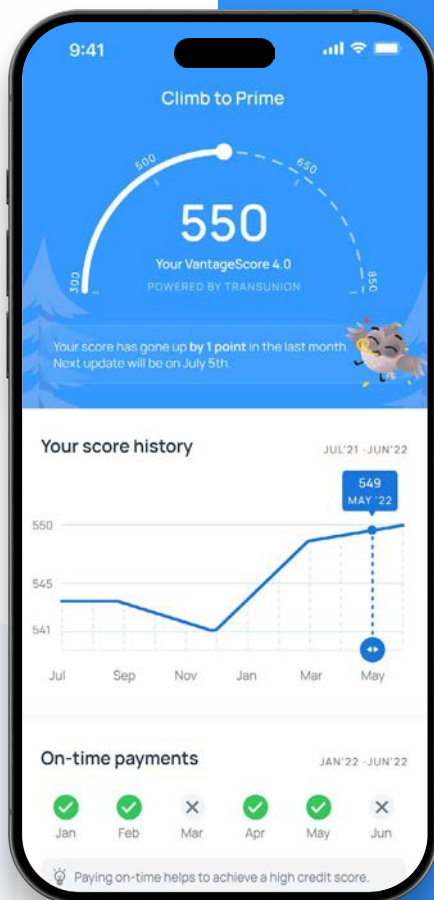 9:41
Climb to Prime
500
650
550
300
850
Your VantageScore 4.0
POWERED BY TRANSUNION
Your score has gone up by 1 point in the last month.
Next update will be on July 5th.
Your score history
JUL'21 -JUN'22
549
MAY '22
550
545
541
Jul Sep Nov Jan Mar May
On-time payments
JAN'22 -JUN'22
Jan Feb Mar Apr May Jun
Paying on-time helps to achieve a high credit score.